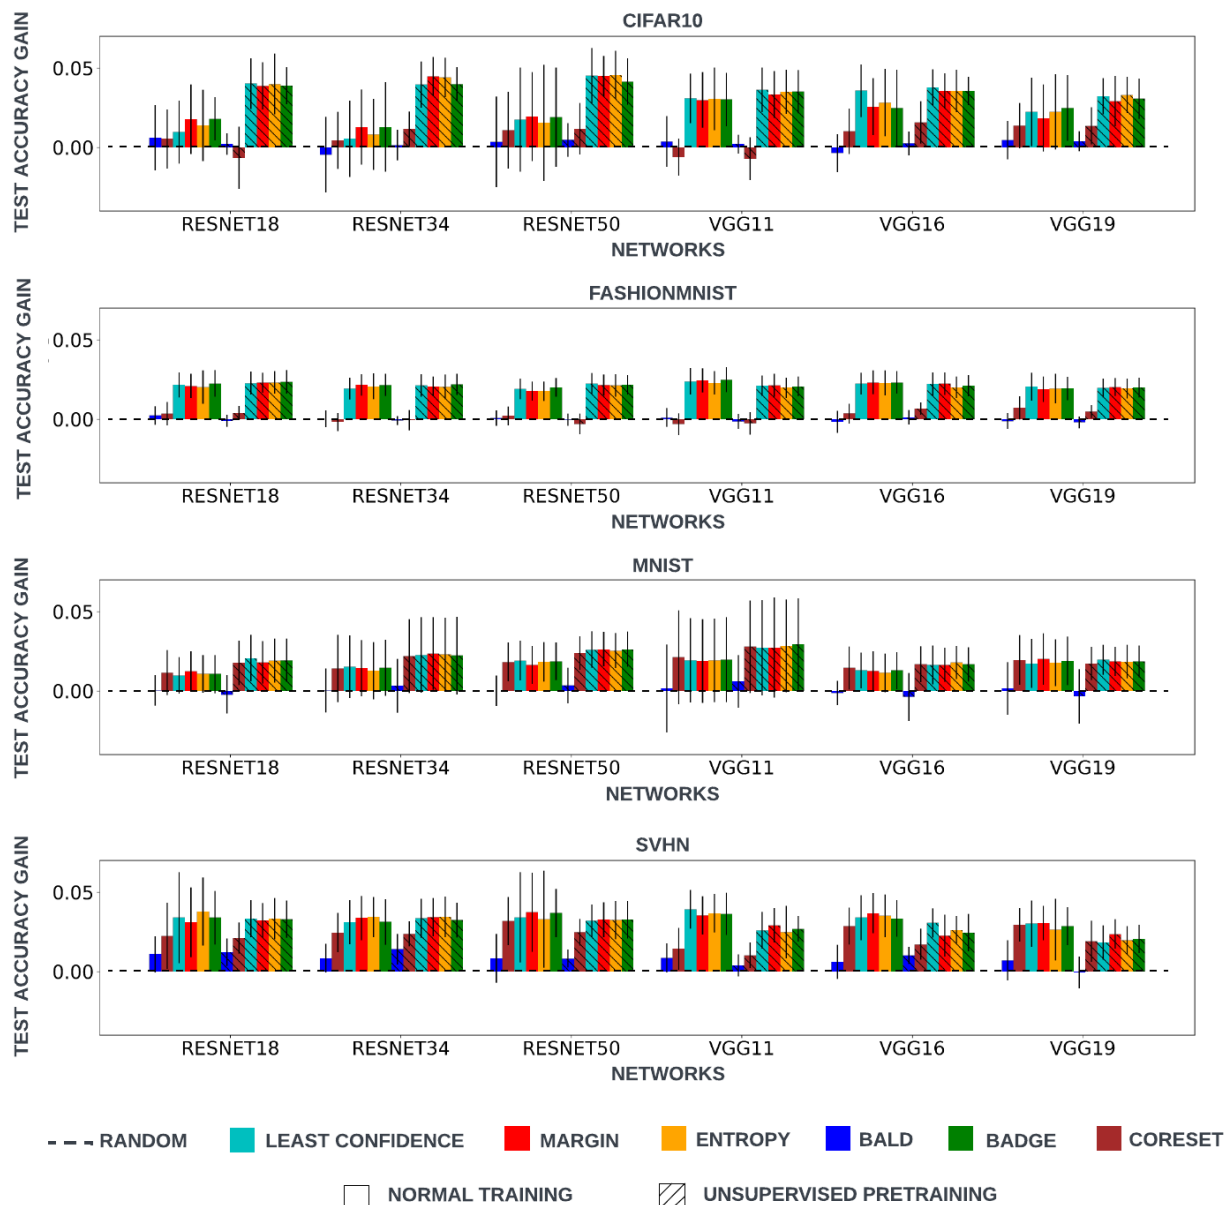 CIFAR10
TEST ACCURACY GAIN
0.05
0.00
RESNET18 RESNET34 RESNET50 VGG11 VGG16 VGG19
NETWORKS
FASHIONMNIST
TEST ACCURACY GAIN
0.05
0.00
RESNET18 RESNET34 RESNET50 VGG11 VGG16 VGG19
NETWORKS
MNIST
TEST ACCURACY GAIN
0.05
0.00
RESNET18 RESNET34 RESNET50 VGG11 VGG16 VGG19
NETWORKS
SVHN
TEST ACCURACY GAIN
0.05
0.00
RESNET18 RESNET34 RESNET50 VGG11 VGG16 VGG19
NETWORKS
RANDOM LEAST CONFIDENCE MARGIN ENTROPY BALD BADGE CORESET
NORMAL TRAINING UNSUPERVISED PRETRAINING